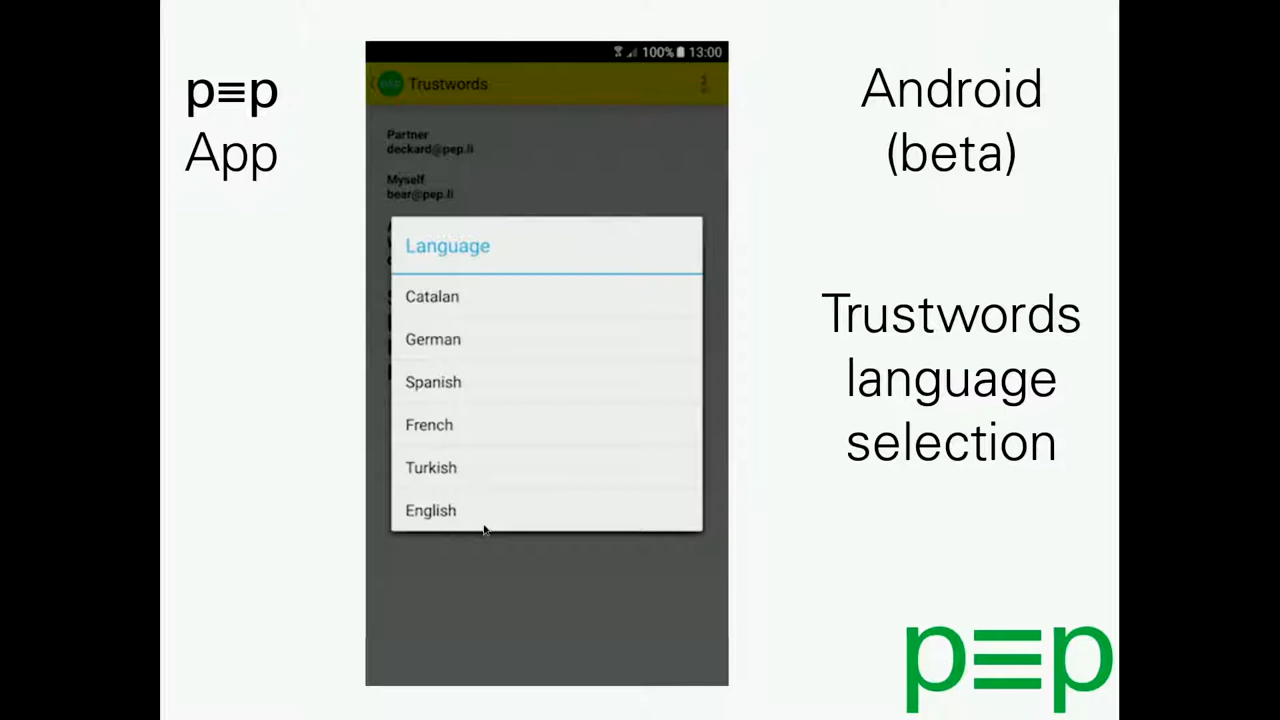 p≡p
App
100% 13:00
p≡p Trustwords
Partner
deckard@pep.li
Myself
bear@pep.li
Language
Catalan
German
Spanish
French
Turkish
English
Android
(beta)
Trustwords
language
selection
p≡p